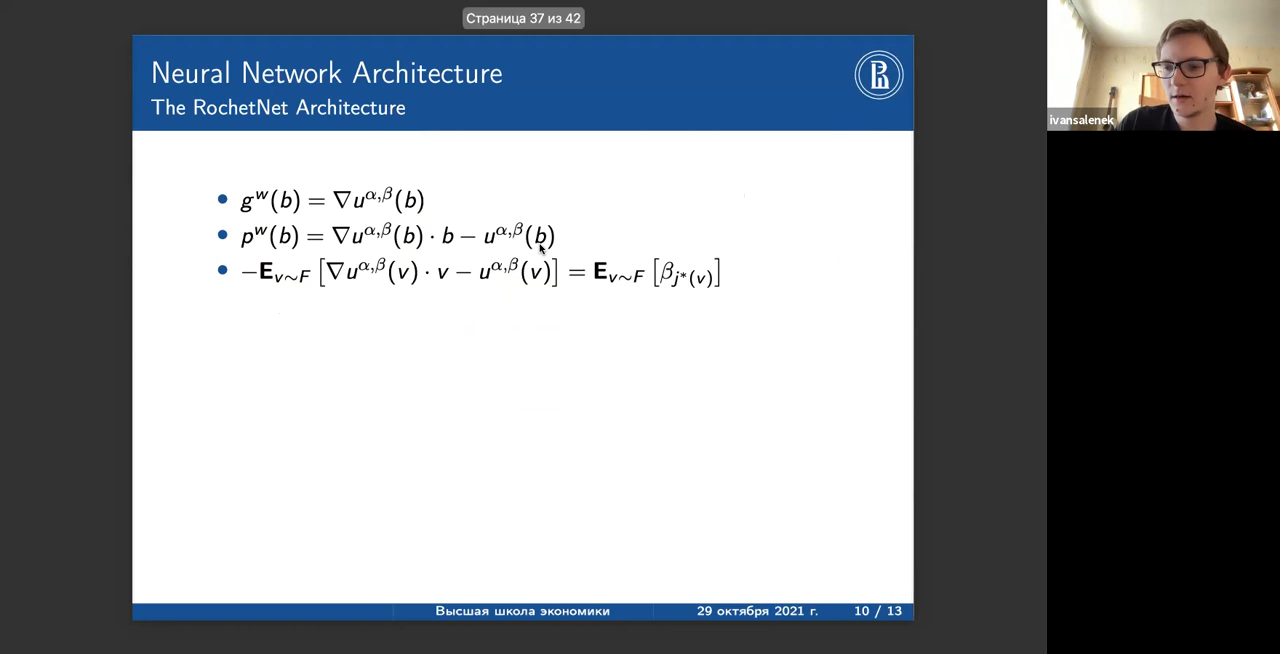 Страница 37 из 42
Neural Network Architecture
The RochetNet Architecture
ivansalenek
• g^w(b) = ∇u^{α,β}(b)
• p^w(b) = ∇u^{α,β}(b) · b − u^{α,β}(b)
• −E_{v∼F} [∇u^{α,β}(v) · v − u^{α,β}(v)] = E_{v∼F} [β_{j*(v)}]
Высшая школа экономики 29 октября 2021 г. 10 / 13